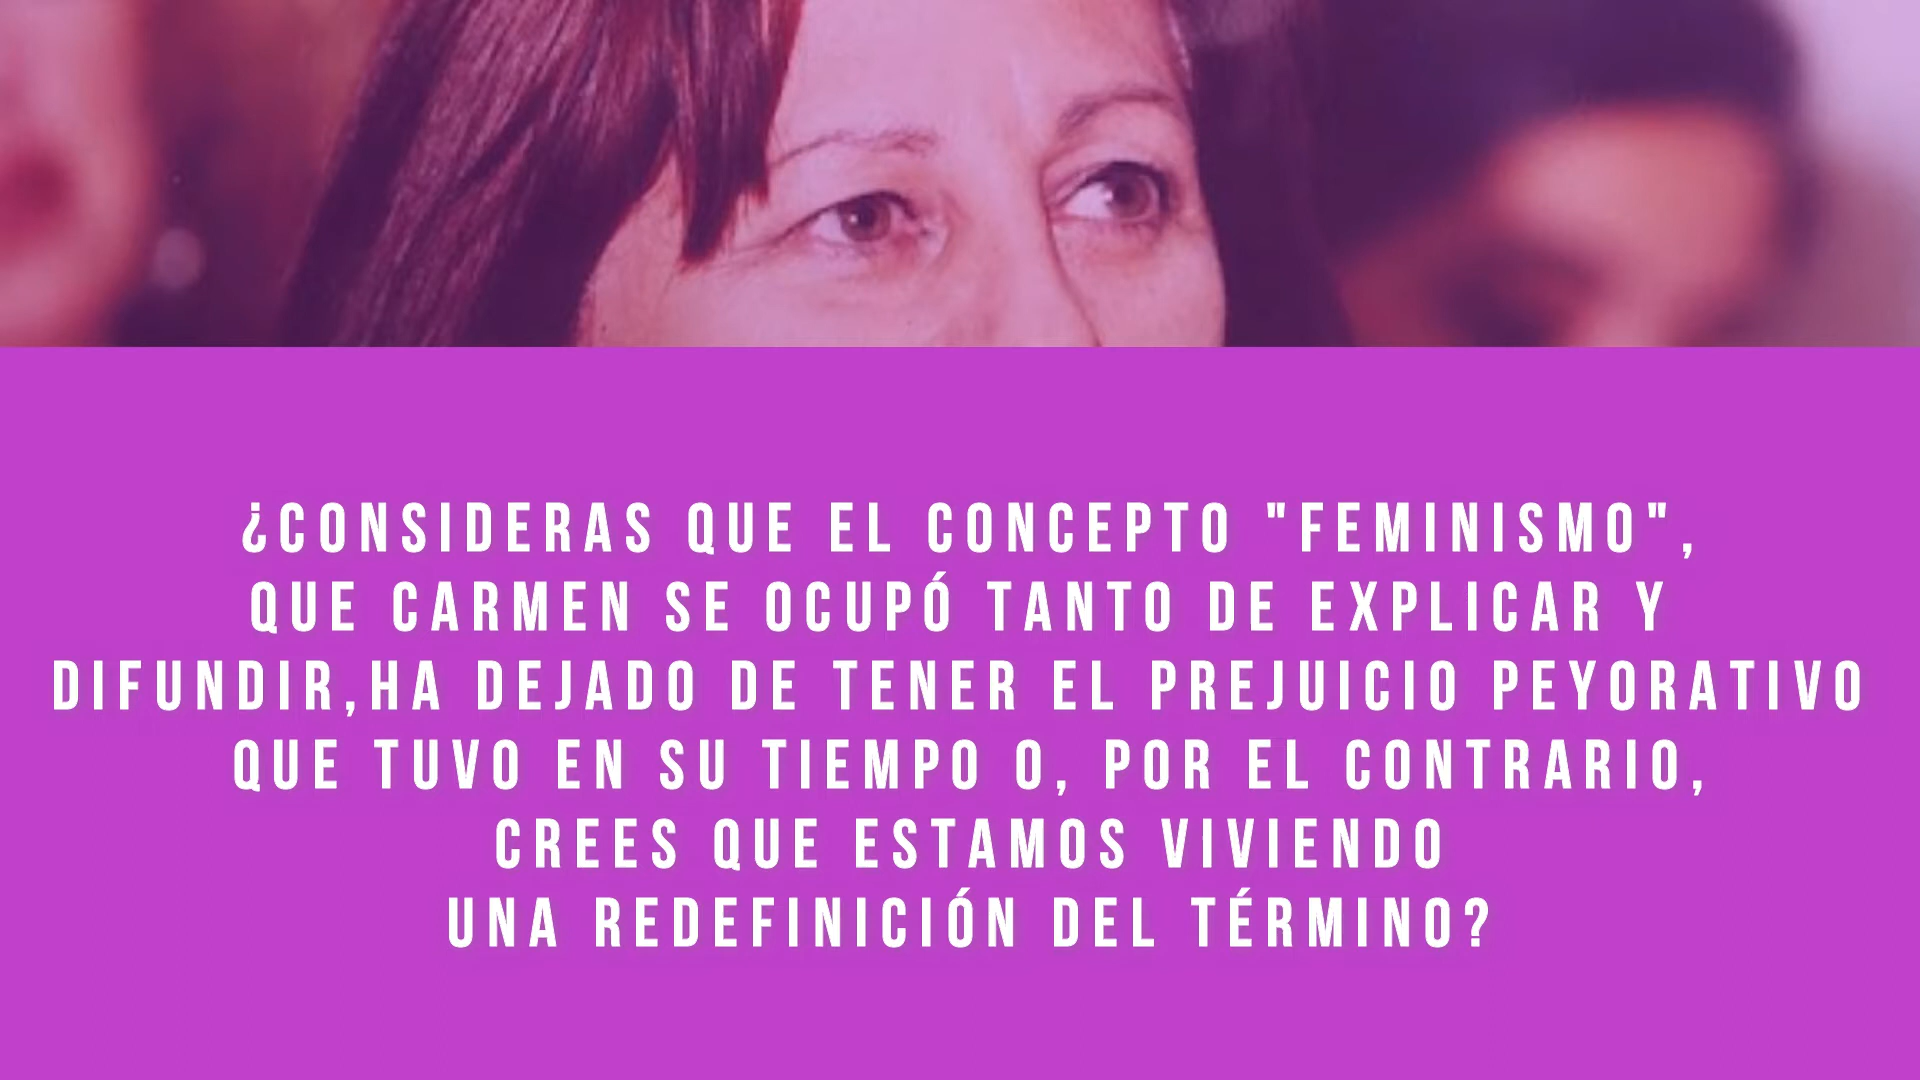 ¿CONSIDERAS QUE EL CONCEPTO "FEMINISMO",
QUE CARMEN SE OCUPÓ TANTO DE EXPLICAR Y
DIFUNDIR,HA DEJADO DE TENER EL PREJUICIO PEYORATIVO
QUE TUVO EN SU TIEMPO O, POR EL CONTRARIO,
CREES QUE ESTAMOS VIVIENDO
UNA REDEFINICIÓN DEL TÉRMINO?